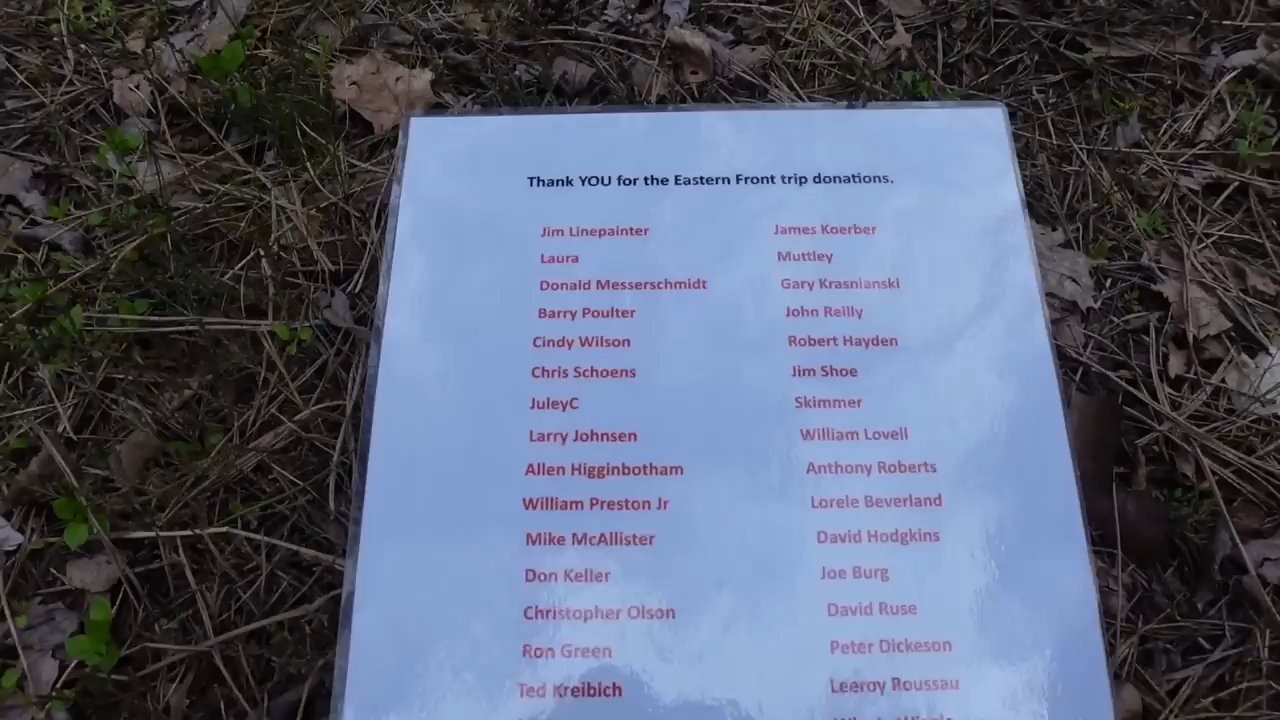 Thank YOU for the Eastern Front trip donations.
Jim Linepainter
Laura
Donald Messerschmidt
Barry Poulter
Cindy Wilson
Chris Schoens
JuleyC
Larry Johnsen
Allen Higginbotham
William Preston Jr
Mike McAllister
Don Keller
Christopher Olson
Ron Green
Ted Kreibich
James Koerber
Muttley
Gary Krasnianski
John Reilly
Robert Hayden
Jim Shoe
Skimmer
William Lovell
Anthony Roberts
Lorele Beverland
David Hodgkins
Joe Burg
David Ruse
Peter Dickeson
Leeroy Roussau